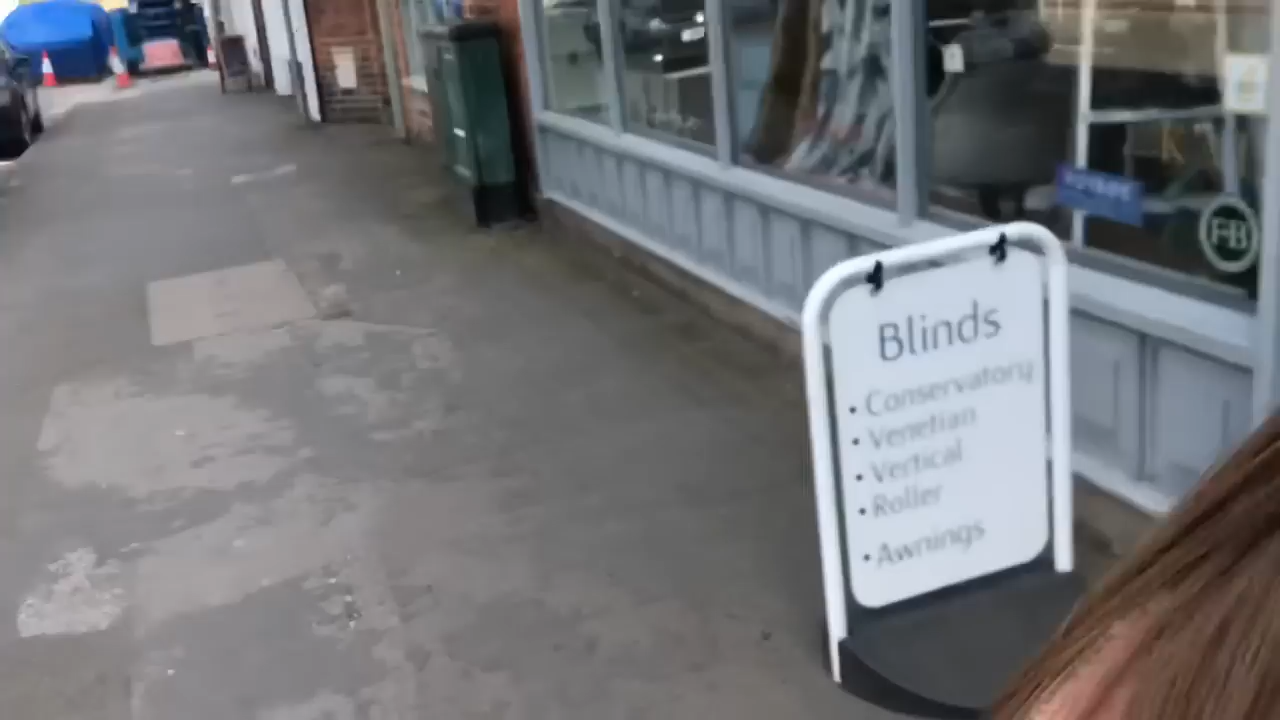 Blinds
• Conservatory
• Venetian
• Vertical
• Roller
• Awnings
FB